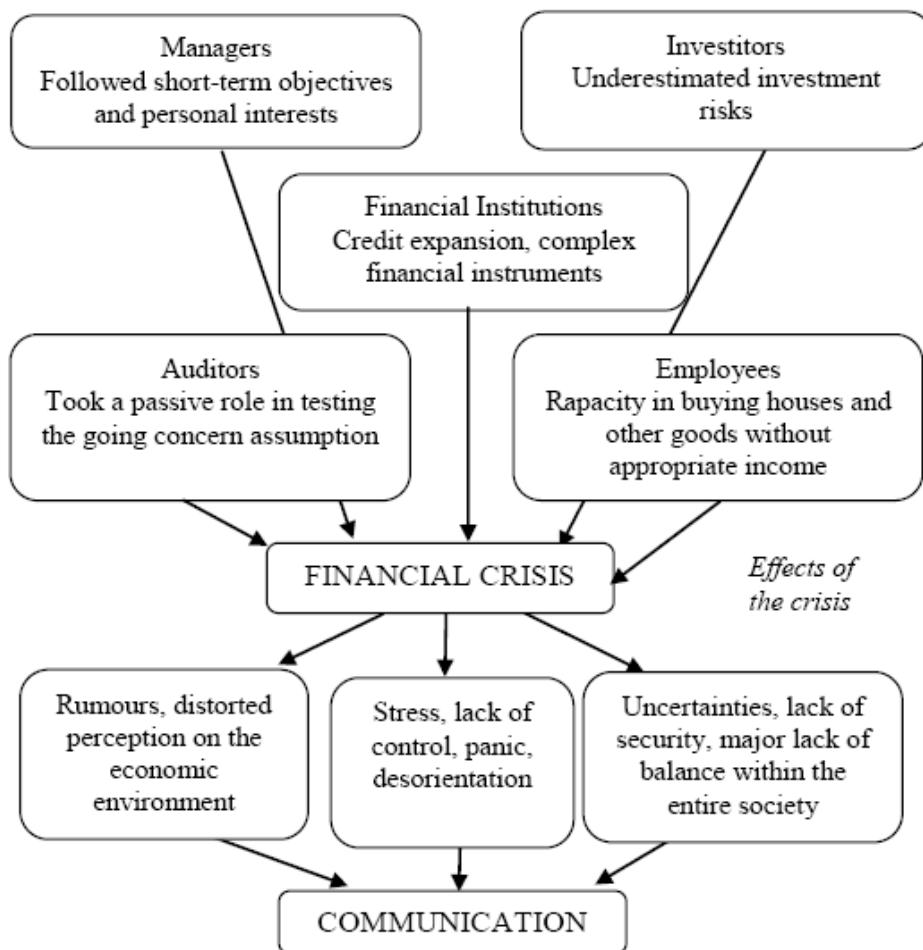 Managers
Followed short-term objectives
and personal interests
Investitors
Underestimated investment
risks
Financial Institutions
Credit expansion, complex
financial instruments
Auditors
Took a passive role in testing
the going concern assumption
Employees
Rapacity in buying houses and
other goods without
appropriate income
FINANCIAL CRISIS
Effects of
the crisis
Rumours, distorted
perception on the
economic
environment
Stress, lack of
control, panic,
desorientation
Uncertainties, lack of
security, major lack of
balance within the
entire society
COMMUNICATION